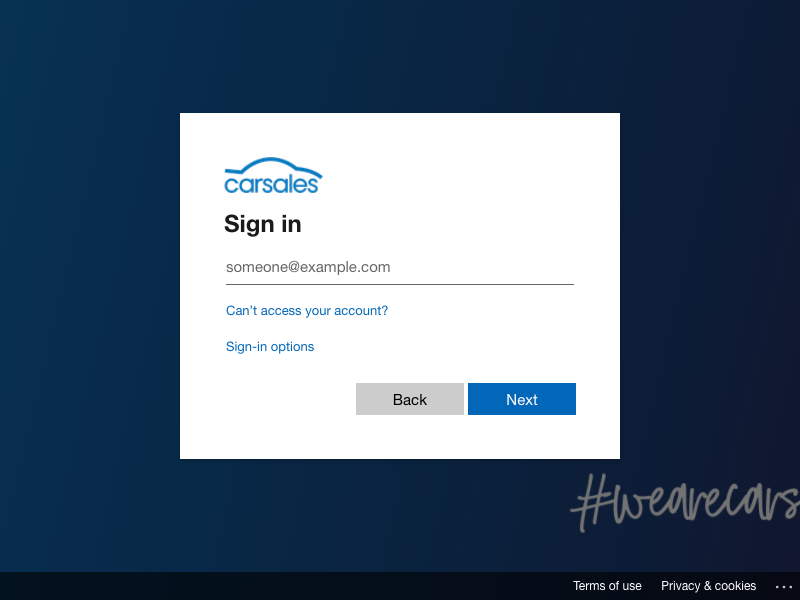 carsales
Sign in
someone@example.com
Can't access your account?
Sign-in options
Back Next
#wearecars
Terms of use Privacy & cookies ...